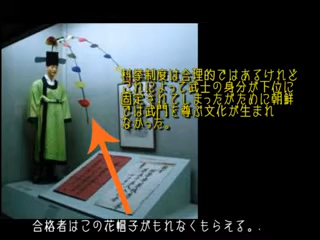 科挙制度は合理的ではあるけれど
これによって武士の身分が下位に
固定されてしまったがために朝鮮
では武門を尊ぶ文化が生まれ
なかった。
合格者はこの花帽子がもれなくもらえる。